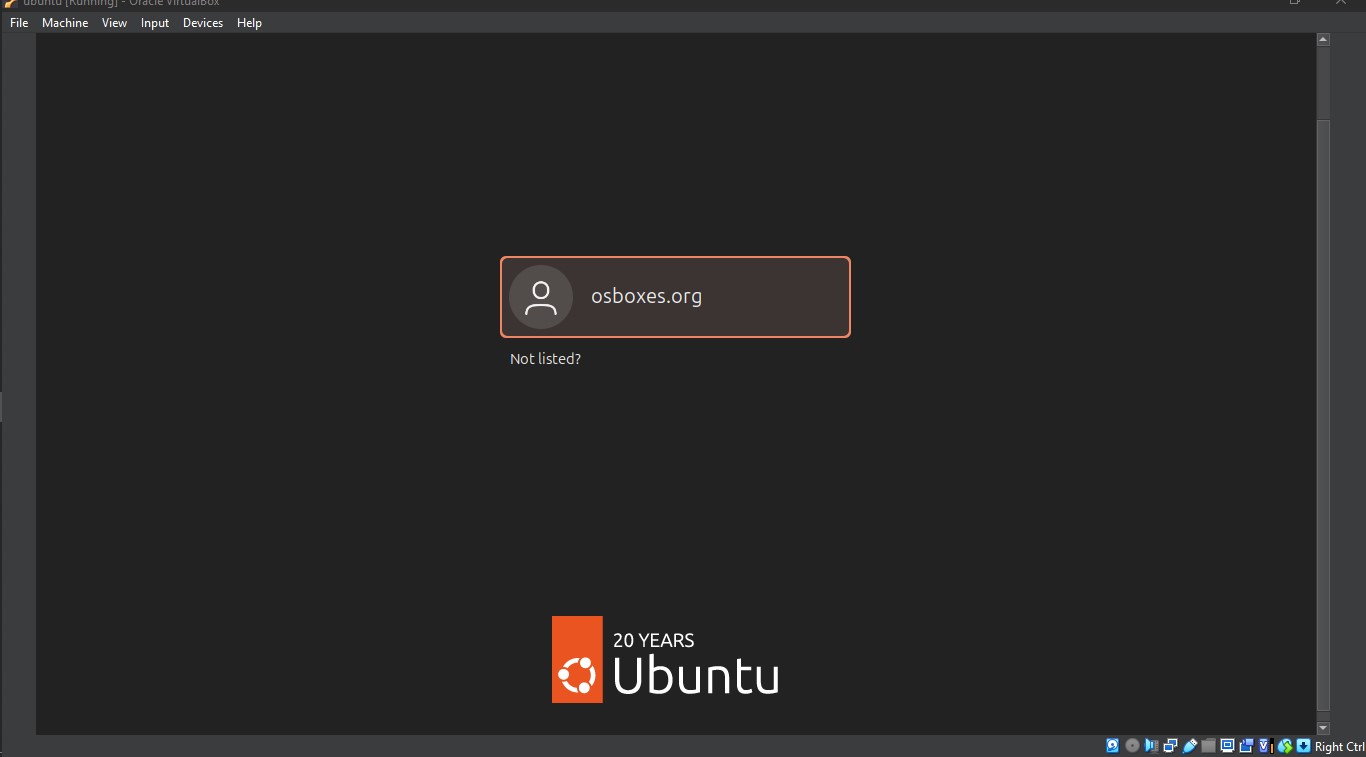 ubuntu [Running] - Oracle VirtualBox
File Machine View Input Devices Help
osboxes.org
Not listed?
20 YEARS
Ubuntu
Right Ctrl